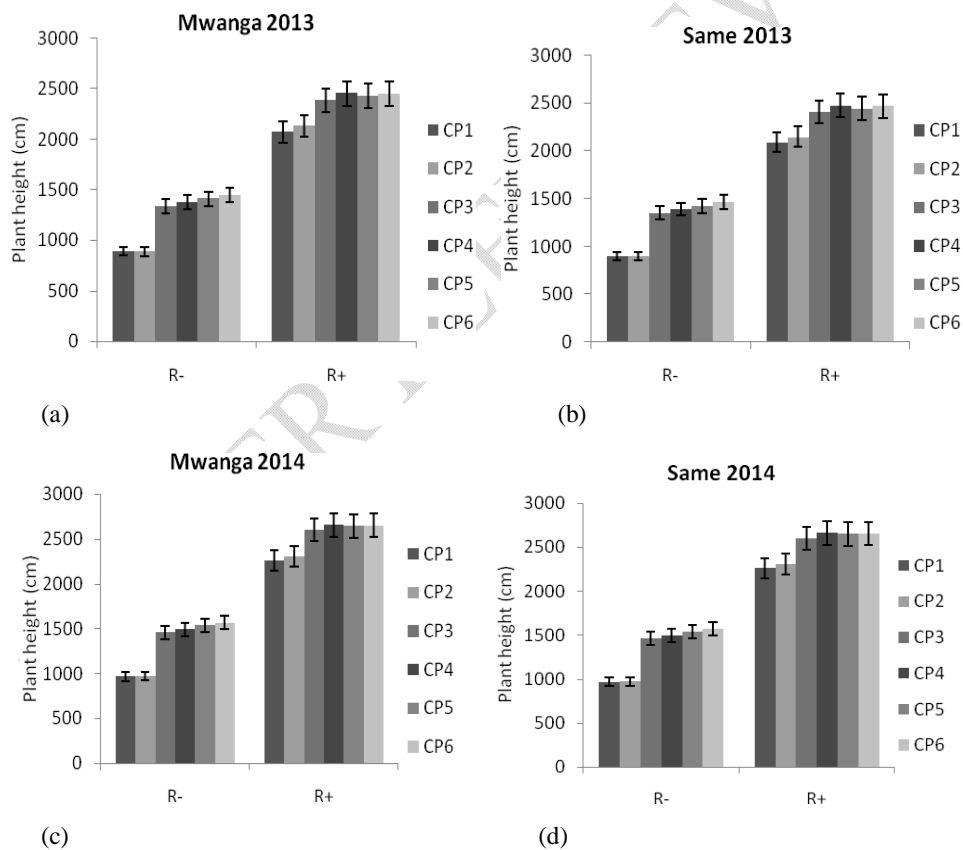 Mwanga 2013
Plant height (cm)
3000
2500
2000
1500
1000
500
0
R-
R+
CP1
CP2
CP3
CP4
CP5
CP6
(a)
Same 2013
Plant height (cm)
3000
2500
2000
1500
1000
500
0
R-
R+
CP1
CP2
CP3
CP4
CP5
CP6
(b)
Mwanga 2014
Plant height (cm)
3000
2500
2000
1500
1000
500
0
R-
R+
CP1
CP2
CP3
CP4
CP5
CP6
(c)
Same 2014
Plant height (cm)
3000
2500
2000
1500
1000
500
0
R-
R+
CP1
CP2
CP3
CP4
CP5
CP6
(d)